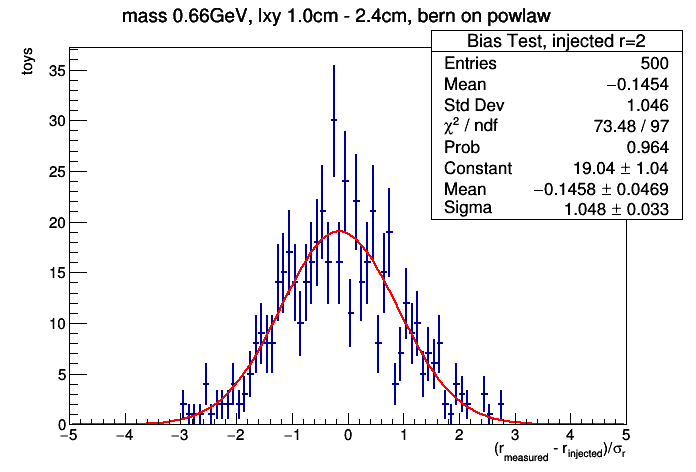 mass 0.66GeV, lxy 1.0cm - 2.4cm, bern on powlaw
toys
Bias Test, injected r=2
Entries 500
Mean −0.1454
Std Dev 1.046
χ² / ndf 73.48 / 97
Prob 0.964
Constant 19.04 ± 1.04
Mean −0.1458 ± 0.0469
Sigma 1.048 ± 0.033
35
30
25
20
15
10
5
0
−5 −4 −3 −2 −1 0 1 2 3 4 5
(r_measured - r_injected)/σ_r